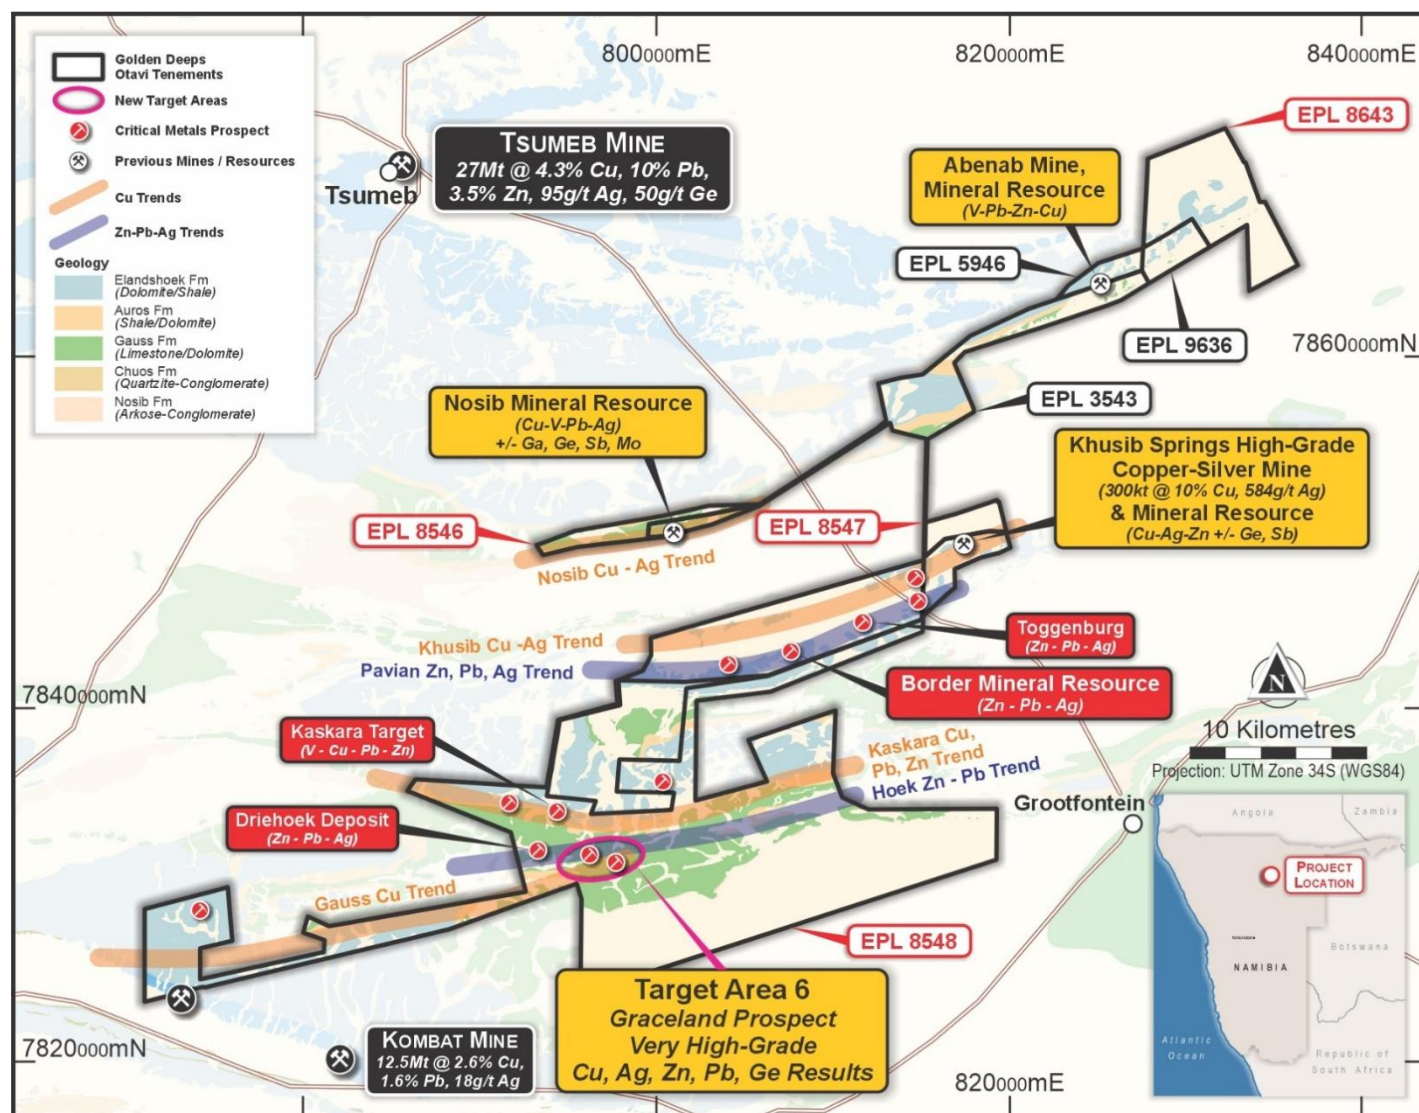 Golden Deeps
Otavi Tenements
New Target Areas
Critical Metals Prospect
Previous Mines / Resources
Cu Trends
Zn-Pb-Ag Trends
Geology
Elandshoek Fm
(Dolomite/Shale)
Auros Fm
(Shale/Dolomite)
Gauss Fm
(Limestone/Dolomite)
Chuos Fm
(Quartzite-Conglomerate)
Nosib Fm
(Arkose-Conglomerate)
800000mE
820000mE
840000mE
TSUMEB MINE
27Mt @ 4.3% Cu, 10% Pb,
3.5% Zn, 95g/t Ag, 50g/t Ge
Tsumeb
EPL 8643
Abenab Mine,
Mineral Resource
(V-Pb-Zn-Cu)
EPL 5946
EPL 9636
7860000mN
EPL 3543
Nosib Mineral Resource
(Cu-V-Pb-Ag)
+/- Ga, Ge, Sb, Mo
Khusib Springs High-Grade
Copper-Silver Mine
(300kt @ 10% Cu, 584g/t Ag)
& Mineral Resource
(Cu-Ag-Zn +/- Ge, Sb)
EPL 8546
EPL 8547
Nosib Cu - Ag Trend
Khusib Cu -Ag Trend
Pavian Zn, Pb, Ag Trend
Toggenburg
(Zn - Pb - Ag)
Border Mineral Resource
(Zn - Pb - Ag)
7840000mN
N
10 Kilometres
Projection: UTM Zone 34S (WGS84)
Kaskara Target
(V - Cu - Pb - Zn)
Kaskara Cu,
Pb, Zn Trend
Hoek Zn - Pb Trend
Grootfontein
Driehoek Deposit
(Zn - Pb - Ag)
Gauss Cu Trend
EPL 8548
Target Area 6
Graceland Prospect
Very High-Grade
Cu, Ag, Zn, Pb, Ge Results
KOMBAT MINE
12.5Mt @ 2.6% Cu,
1.6% Pb, 18g/t Ag
7820000mN
820000mE
Angola
Zambia
PROJECT
LOCATION
NAMIBIA
Botswana
Atlantic
Ocean
Republic of
South Africa